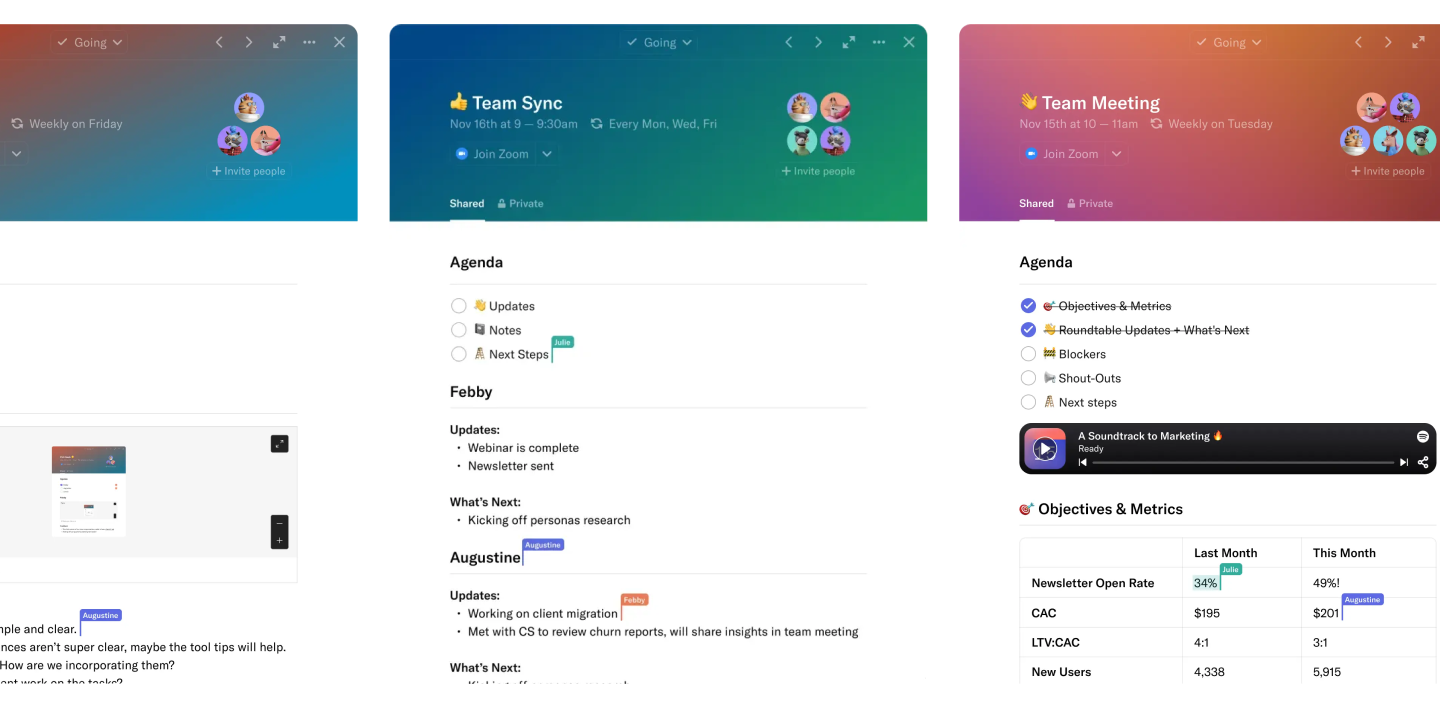 Going
Weekly on Friday
+ Invite people
Augustine
mple and clear.
nces aren't super clear, maybe the tool tips will help.
How are we incorporating them?
Going
👍 Team Sync
Nov 16th at 9 — 9:30am
Every Mon, Wed, Fri
Join Zoom
+ Invite people
Shared
Private
Agenda
👋 Updates
📓 Notes
Next Steps
Julie
Febby
Updates:
• Webinar is complete
• Newsletter sent
What's Next:
• Kicking off personas research
Augustine
Augustine
Updates:
• Working on client migration
Febby
• Met with CS to review churn reports, will share insights in team meeting
What's Next:
Going
👋 Team Meeting
Nov 15th at 10 — 11am
Weekly on Tuesday
Join Zoom
+ Invite people
Shared
Private
Agenda
🎯 Objectives & Metrics
👋 Roundtable Updates + What's Next
🚧 Blockers
📣 Shout-Outs
Next steps
A Soundtrack to Marketing 🔥
Ready
🎯 Objectives & Metrics
Last Month
This Month
Julie
Newsletter Open Rate
34%
49%!
Augustine
CAC
$195
$201
LTV:CAC
4:1
3:1
New Users
4,338
5,915